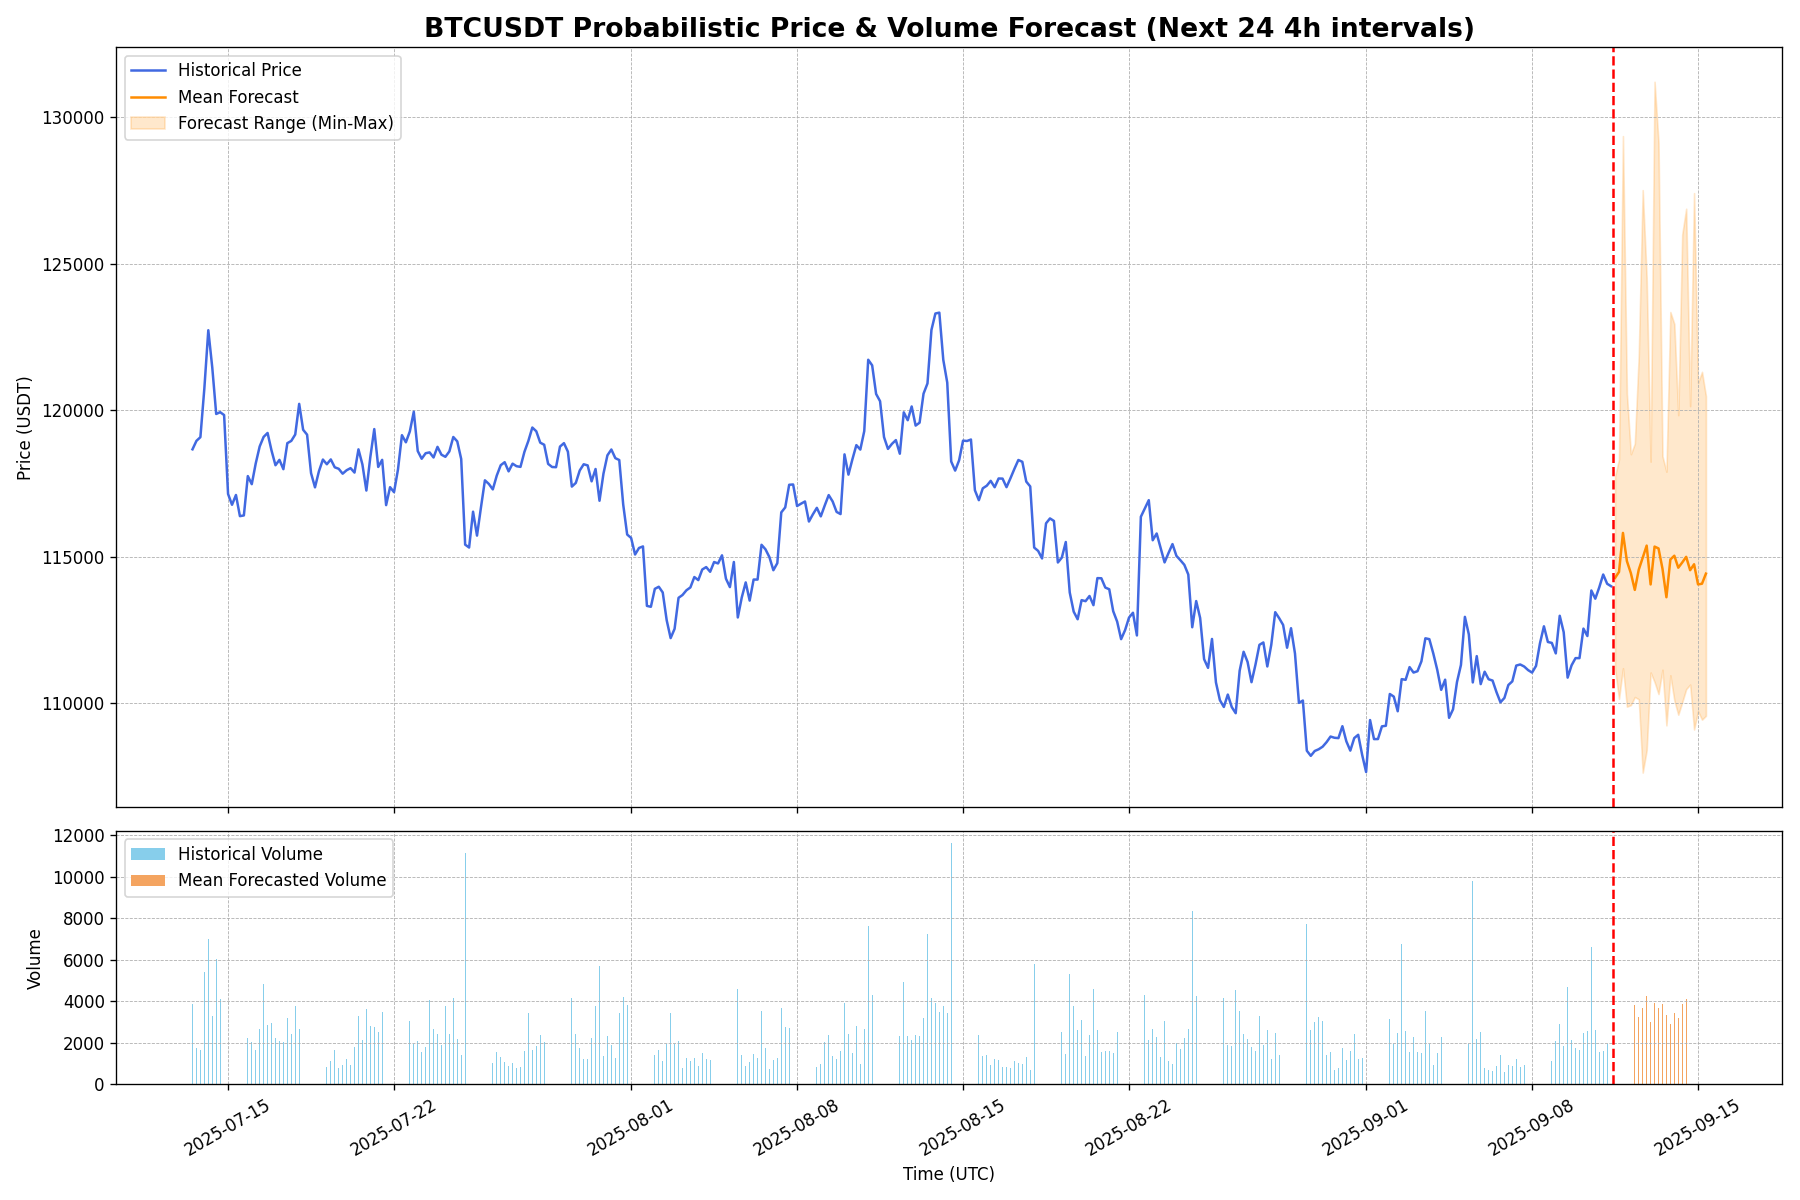 BTCUSDT Probabilistic Price & Volume Forecast (Next 24 4h intervals)
Historical Price
Mean Forecast
Forecast Range (Min-Max)
Price (USDT)
130000
125000
120000
115000
110000
Historical Volume
Mean Forecasted Volume
Volume
12000
10000
8000
6000
4000
2000
0
2025-07-15
2025-07-22
2025-08-01
2025-08-08
2025-08-15
2025-08-22
2025-09-01
2025-09-08
2025-09-15
Time (UTC)